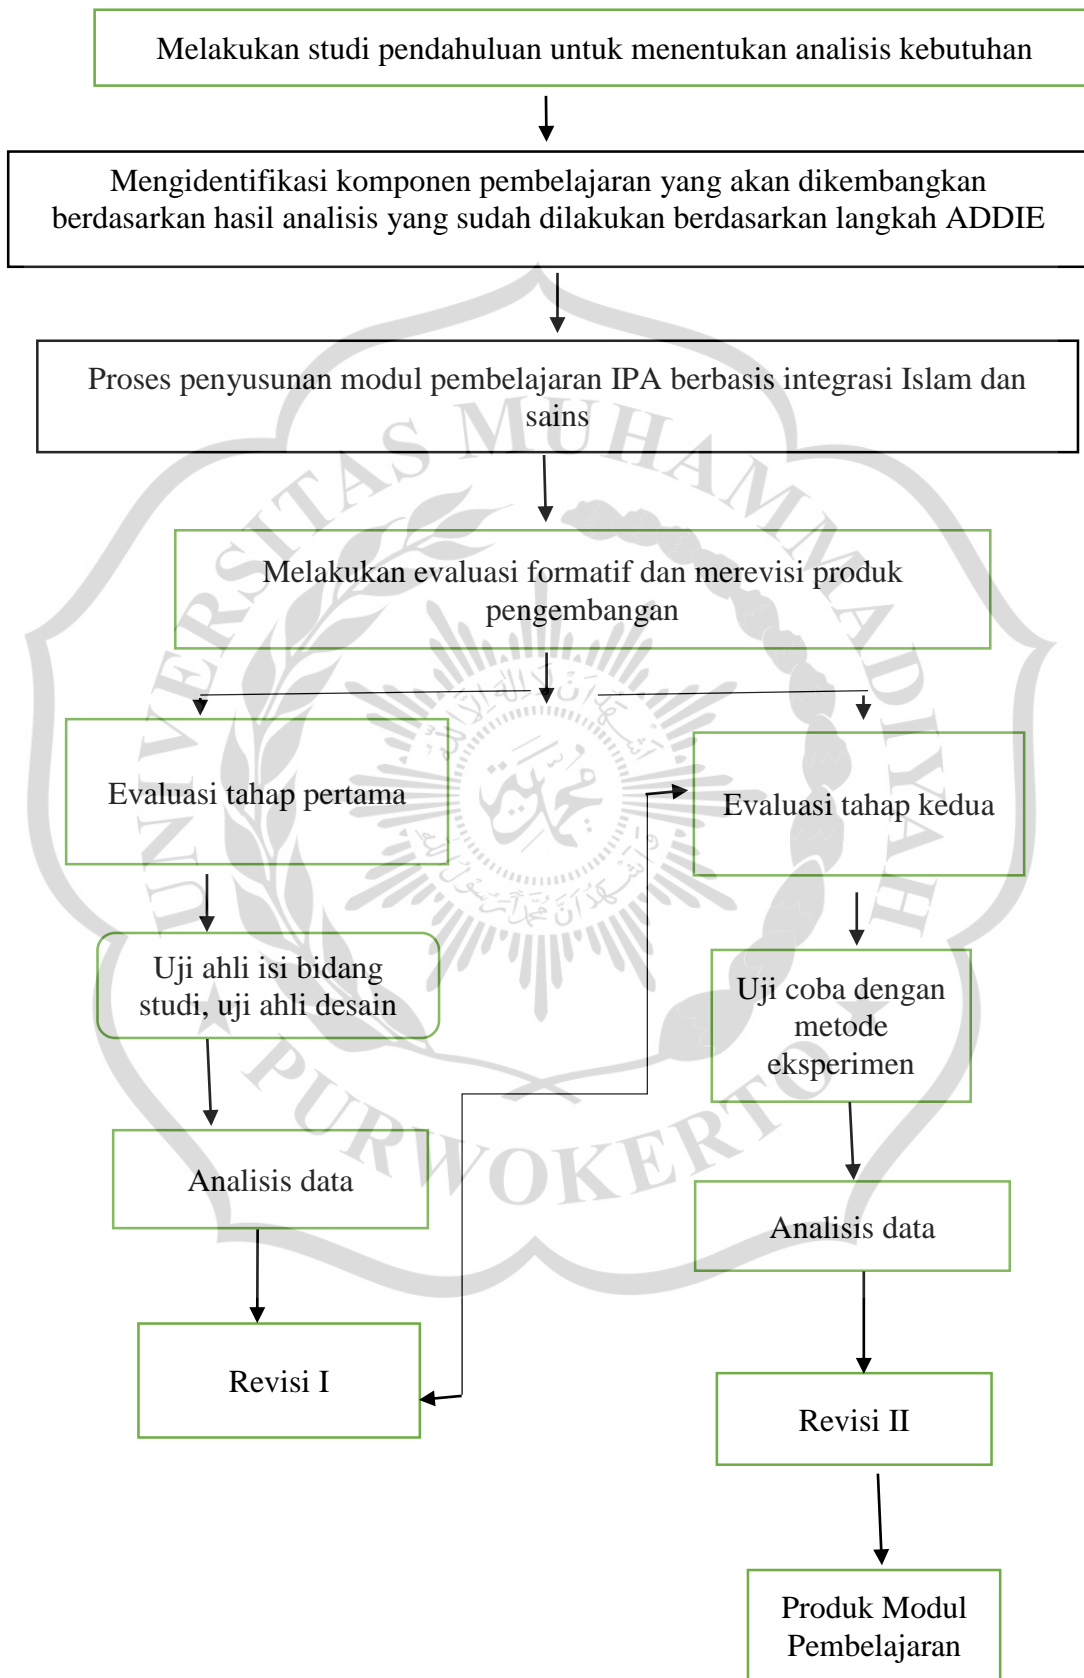 Melakukan studi pendahuluan untuk menentukan analisis kebutuhan
Mengidentifikasi komponen pembelajaran yang akan dikembangkan
berdasarkan hasil analisis yang sudah dilakukan berdasarkan langkah ADDIE
Proses penyusunan modul pembelajaran IPA berbasis integrasi Islam dan
sains
Melakukan evaluasi formatif dan merevisi produk
pengembangan
Evaluasi tahap pertama
Evaluasi tahap kedua
Uji ahli isi bidang
studi, uji ahli desain
Uji coba dengan
metode
eksperimen
Analisis data
Analisis data
Revisi I
Revisi II
Produk Modul
Pembelajaran
UNIVERSITAS MUHAMMADIYAH
PURWOKERTO